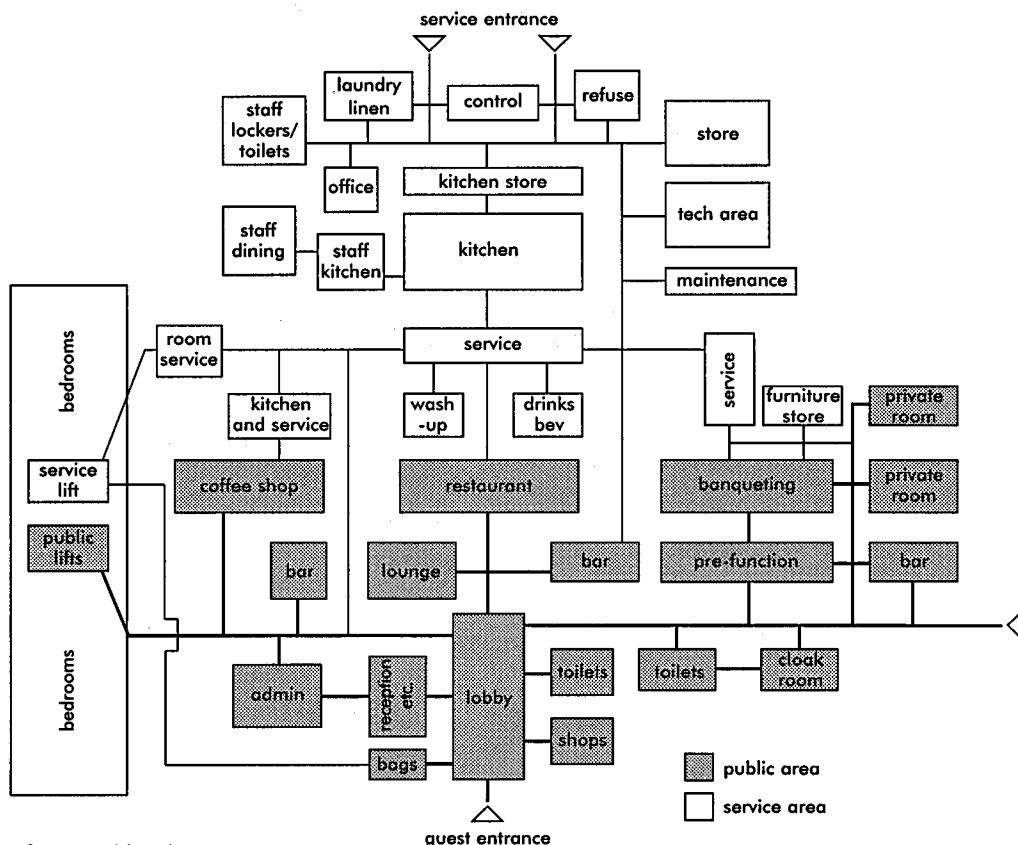 service entrance
laundry
linen
control
refuse
staff
lockers/
toilets
store
office
kitchen store
tech area
staff
dining
staff
kitchen
kitchen
maintenance
bedrooms
room
service
service
service
kitchen
and service
wash
-up
drinks
bev
furniture
store
private
room
service
lift
coffee shop
restaurant
banqueting
private
room
public
lifts
bar
lounge
bar
pre-function
bar
bedrooms
admin
reception
etc.
lobby
toilets
toilets
cloak
room
bags
shops
public area
service area
guest entrance